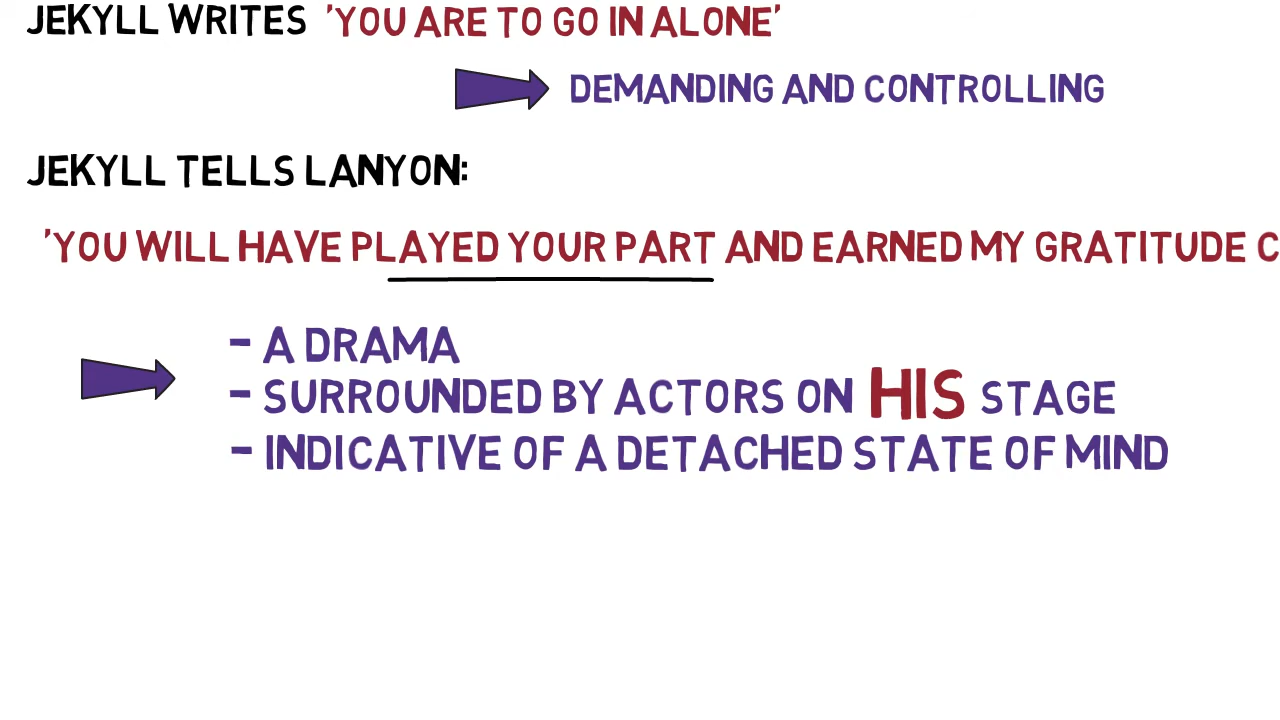 JEKYLL WRITES 'YOU ARE TO GO IN ALONE'
DEMANDING AND CONTROLLING
JEKYLL TELLS LANYON:
'YOU WILL HAVE PLAYED YOUR PART AND EARNED MY GRATITUDE C
- A DRAMA
- SURROUNDED BY ACTORS ON HIS STAGE
- INDICATIVE OF A DETACHED STATE OF MIND